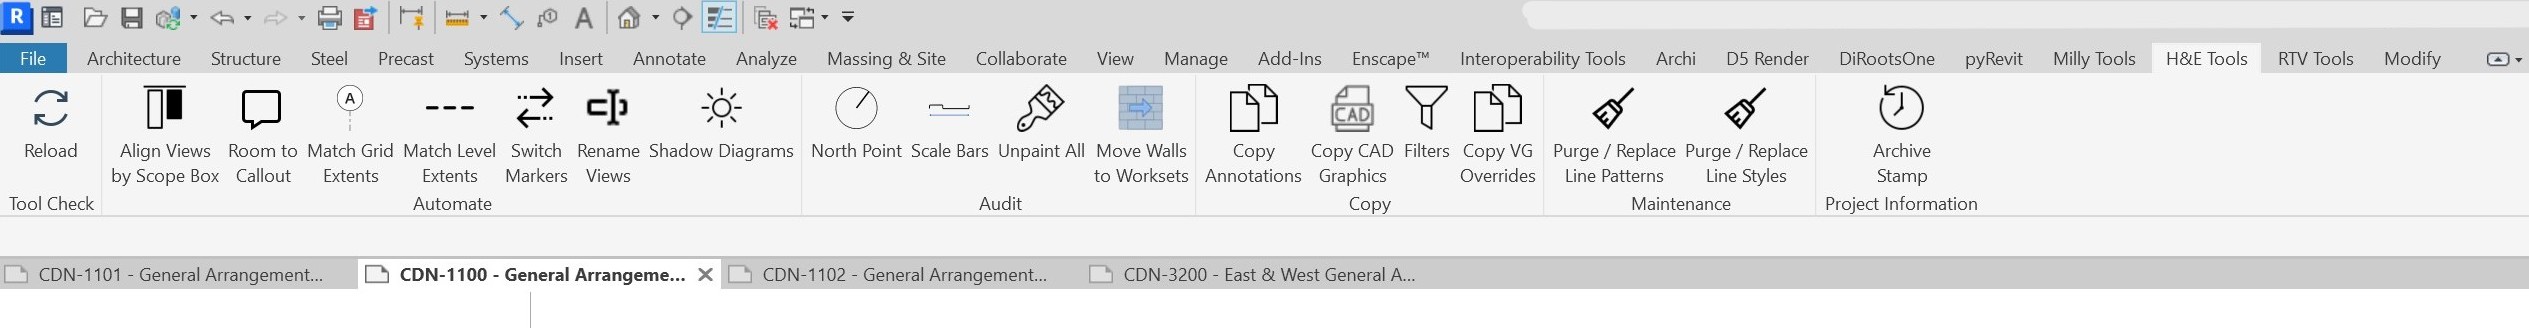 R
A
File Architecture Structure Steel Precast Systems Insert Annotate Analyze Massing & Site Collaborate View Manage Add-Ins Enscape™ Interoperability Tools Archi D5 Render DiRootsOne pyRevit Milly Tools H&E Tools RTV Tools Modify
A
CAD
Reload Align Views Room to Match Grid Match Level Switch Rename Shadow Diagrams North Point Scale Bars Unpaint All Move Walls Copy Copy CAD Filters Copy VG Purge / Replace Purge / Replace Archive
by Scope Box Callout Extents Extents Markers Views to Worksets Annotations Graphics Overrides Line Patterns Line Styles Stamp
Tool Check Automate Audit Copy Maintenance Project Information
CDN-1101 - General Arrangement... CDN-1100 - General Arrangeme... CDN-1102 - General Arrangement... CDN-3200 - East & West General A...